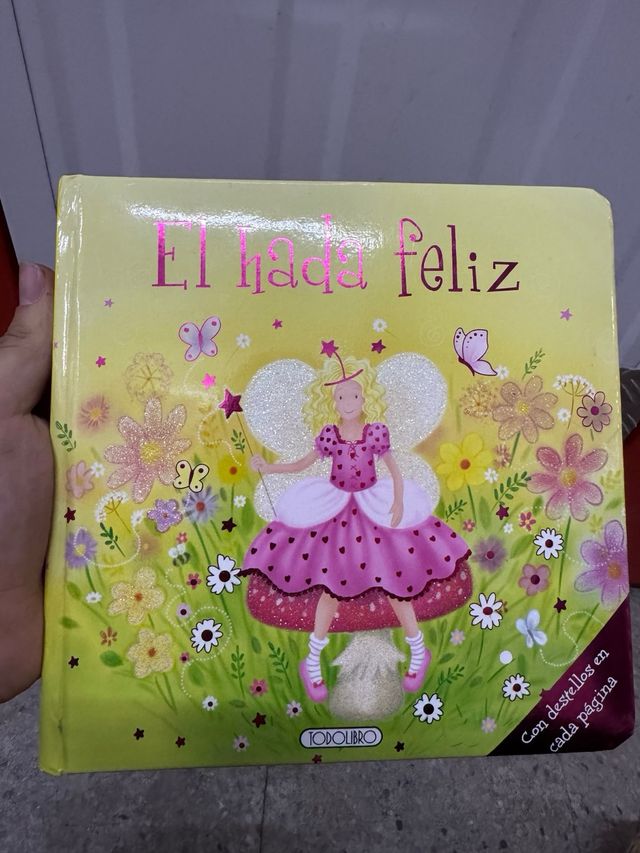 El hada feliz
TODOLIBRO
Con destellos en
cada página